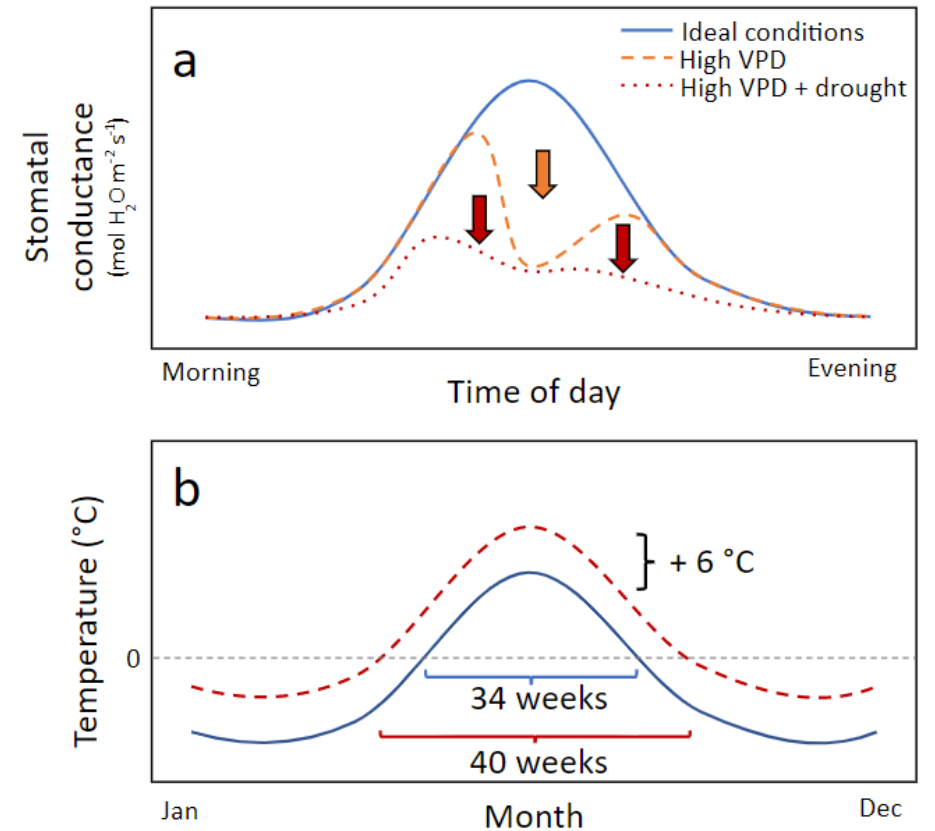 a
Ideal conditions
High VPD
High VPD + drought
Stomatal
conductance
(mol H₂O m⁻² s⁻¹)
Morning
Evening
Time of day
b
Temperature (°C)
+ 6 °C
0
34 weeks
40 weeks
Jan
Month
Dec